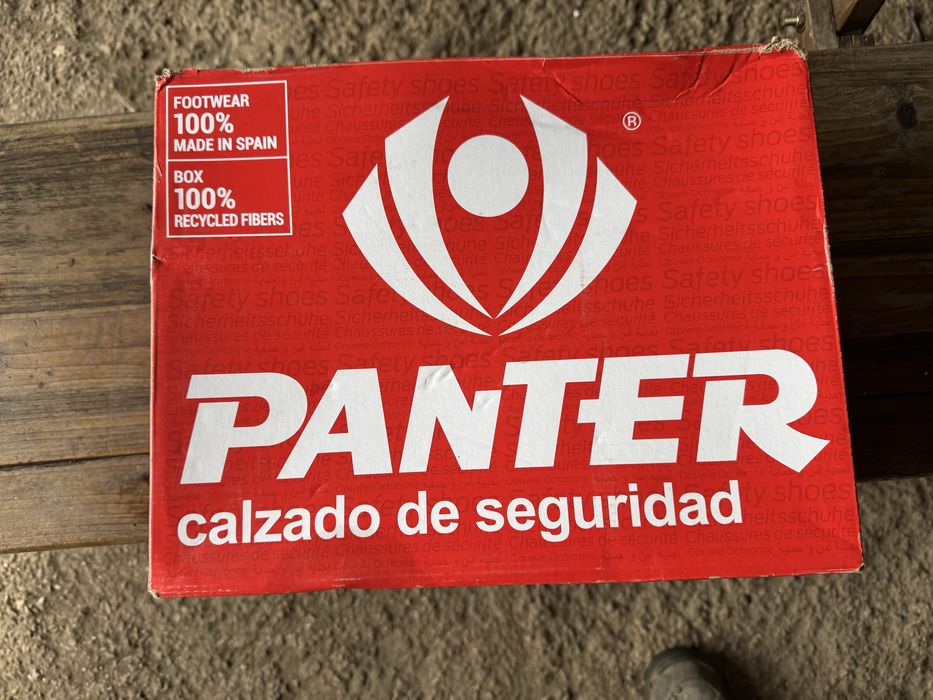 FOOTWEAR
100%
MADE IN SPAIN
BOX
100%
RECYCLED FIBERS
®
PANTER
calzado de seguridad
Safety shoes
Sicherheitsschuhe
Chaussures de sécurité
Obuwie Ochronne